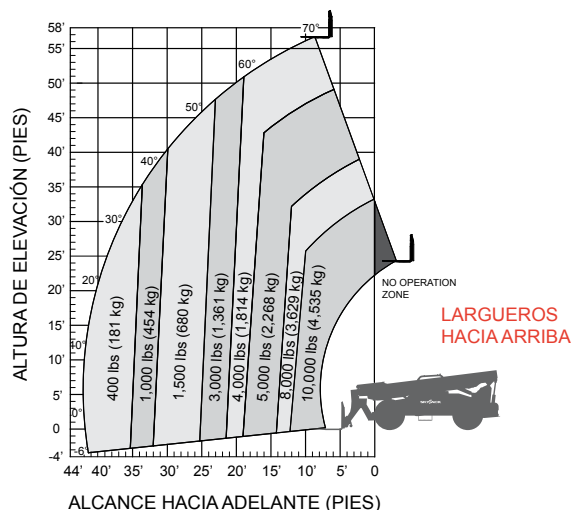 ALTURA DE ELEVACIÓN (PIES)
58’
55’
50’
45’
40’
35’
30’
25’
20’
15’
10’
5’
0
-4’
70°
60°
50°
40°
30°
20°
10°
0°
-6°
400 lbs (181 kg)
1,000 lbs (454 kg)
1,500 lbs (680 kg)
3,000 lbs (1,361 kg)
4,000 lbs (1,814 kg)
5,000 lbs (2,268 kg)
8,000 lbs (3,629 kg)
10,000 lbs (4,535 kg)
NO OPERATION
ZONE
LARGUEROS
HACIA ARRIBA
44’ 40’ 35’ 30’ 25’ 20’ 15’ 10’ 5’ 0
ALCANCE HACIA ADELANTE (PIES)